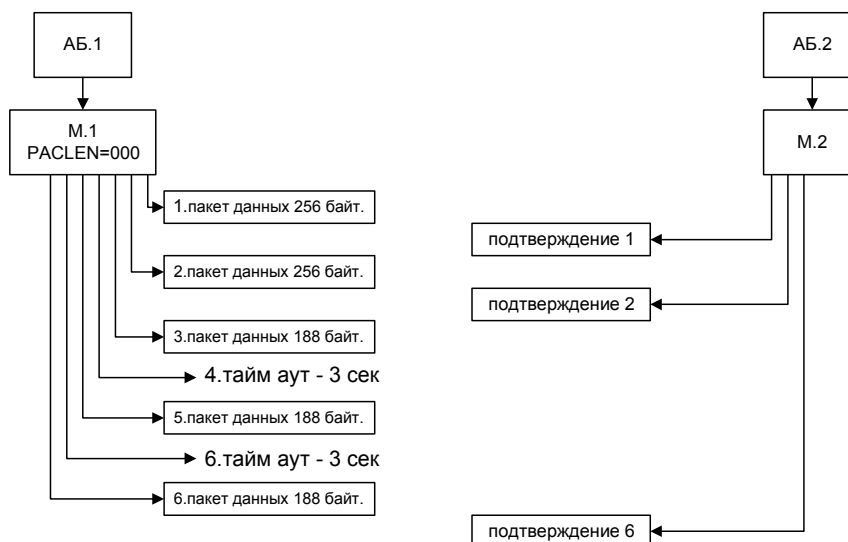 АБ.1
АБ.2
М.1
PACLEN=000
М.2
1.пакет данных 256 байт.
подтверждение 1
2.пакет данных 256 байт.
подтверждение 2
3.пакет данных 188 байт.
4.тайм аут - 3 сек
5.пакет данных 188 байт.
6.тайм аут - 3 сек
6.пакет данных 188 байт.
подтверждение 6